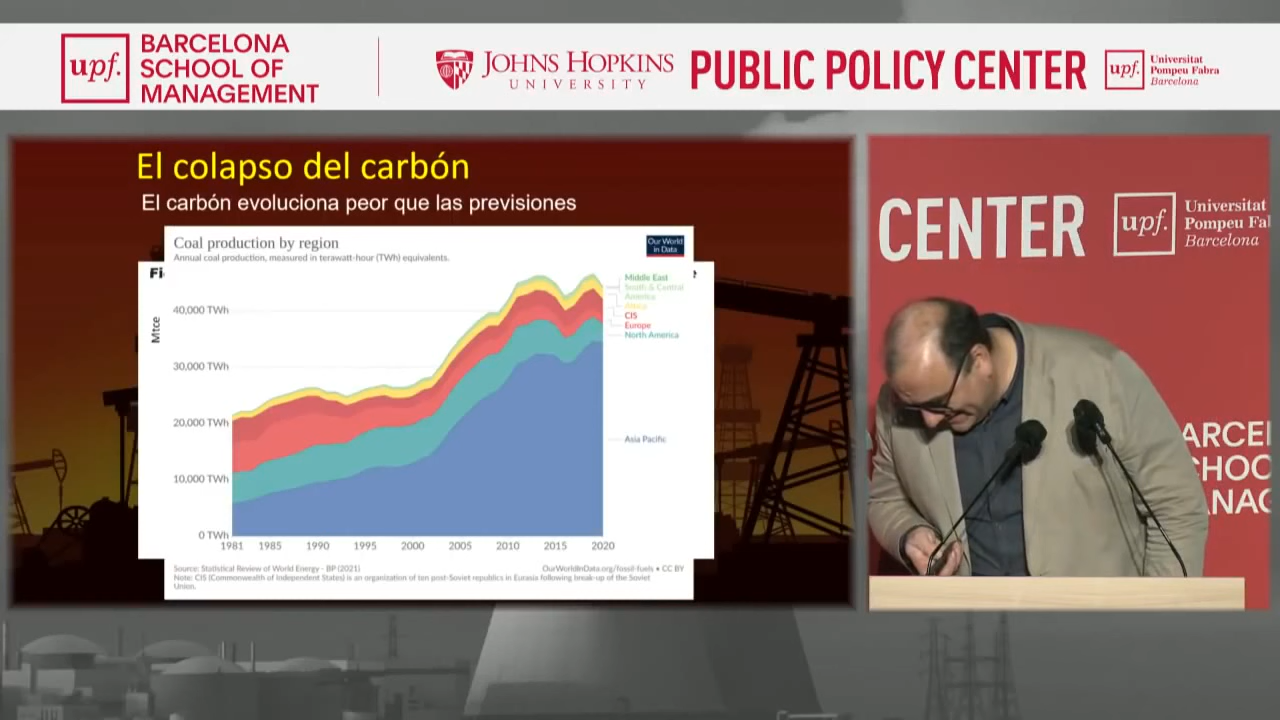 upf.
BARCELONA
SCHOOL OF
MANAGEMENT
JOHNS HOPKINS
UNIVERSITY
PUBLIC POLICY CENTER
upf.
Universitat
Pompeu Fabra
Barcelona
El colapso del carbón
El carbón evoluciona peor que las previsiones
Coal production by region
Annual coal production, measured in terawatt-hour (TWh) equivalents.
Our World
in Data
Mtce
40,000 TWh
30,000 TWh
20,000 TWh
10,000 TWh
0 TWh
1981 1985 1990 1995 2000 2005 2010 2015 2020
Middle East
South & Central
America
Africa
CIS
Europe
North America
Asia Pacific
Source: Statistical Review of World Energy - BP (2021)
OurWorldInData.org/fossil-fuels • CC BY
Note: CIS (Commonwealth of Independent States) is an organization of ten post-Soviet republics in Eurasia following break-up of the Soviet
Union.
CENTER
upf.
Universitat
Pompeu Fa
Barcelona
ARCE
CHOO
NAG